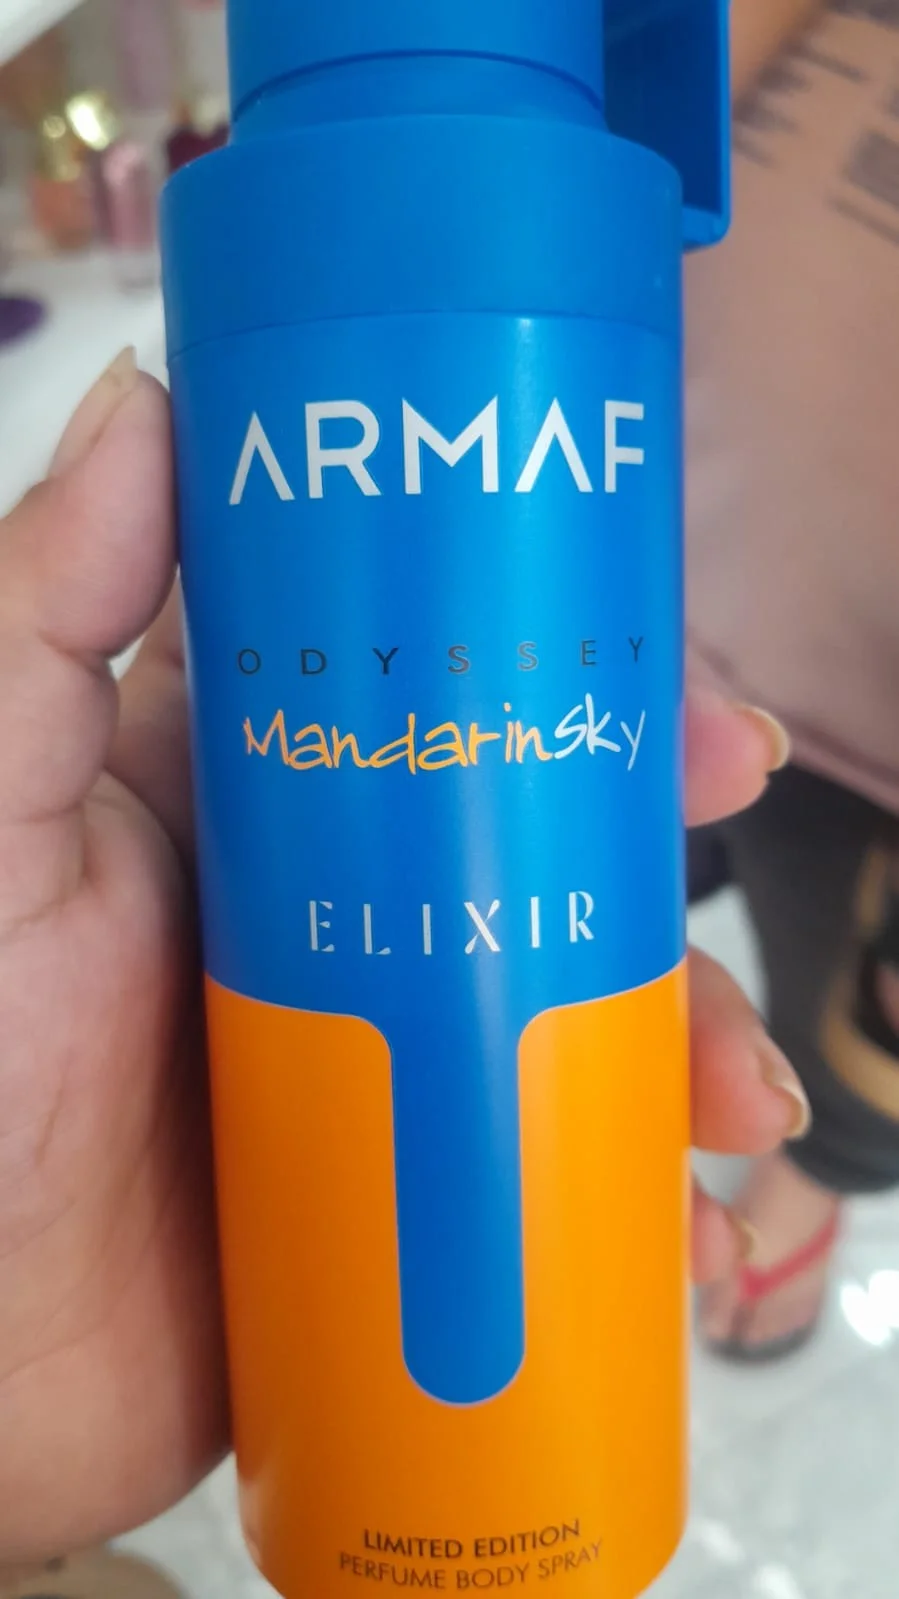 ARMAF
ODYSSEY
MandarinSky
ELIXIR
LIMITED EDITION
PERFUME BODY SPRAY